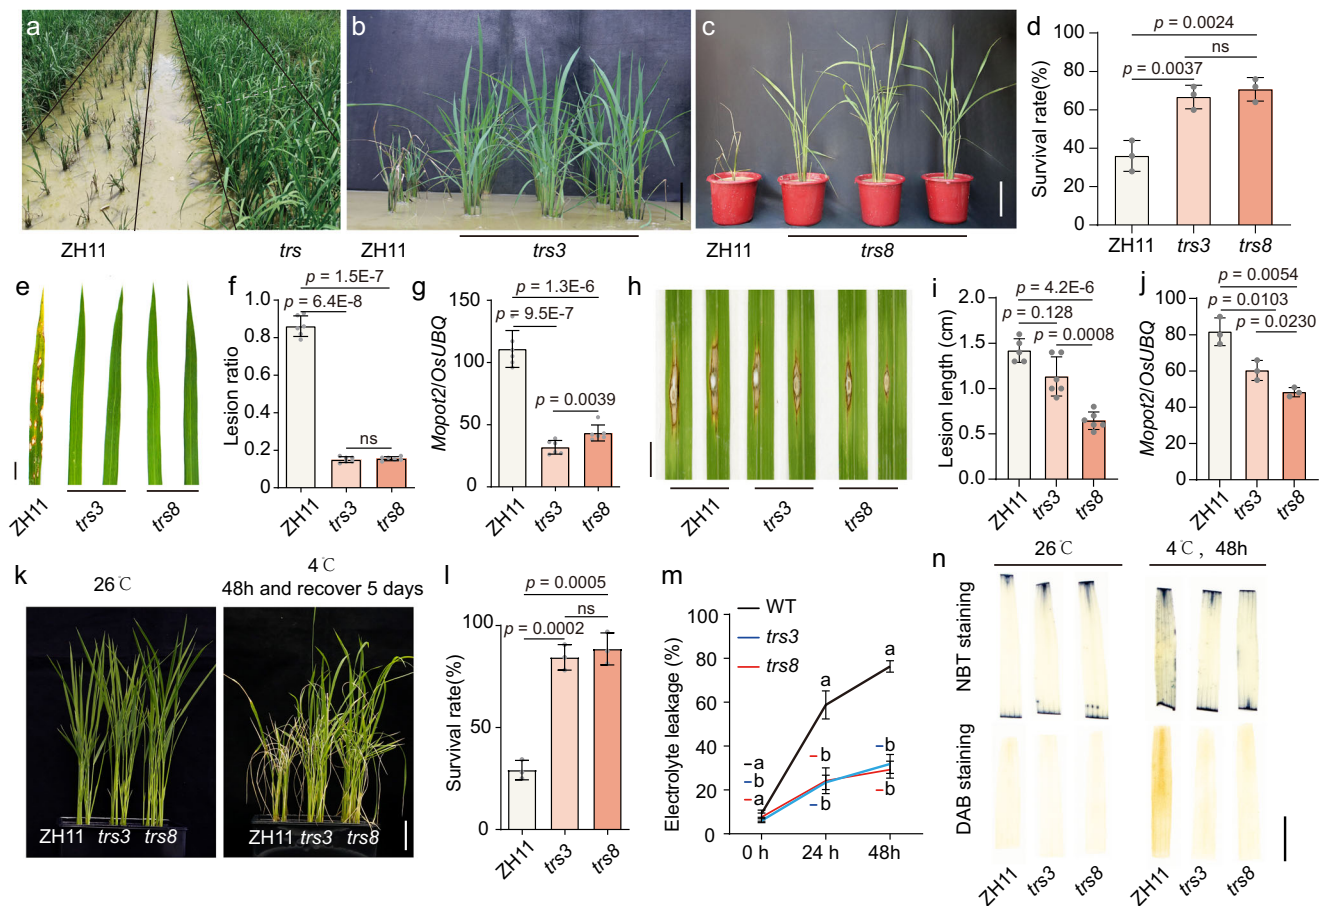 a
ZH11
trs
b
ZH11
trs3
c
ZH11
trs8
d
Survival rate(%)
100
80
60
40
20
0
p = 0.0024
ns
p = 0.0037
ZH11
trs3
trs8
e
ZH11
trs3
trs8
f
Lesion ratio
1.0
0.8
0.6
0.4
0.2
0
p = 1.5E-7
p = 6.4E-8
ns
ZH11
trs3
trs8
g
Mopot2/OsUBQ
150
100
50
0
p = 1.3E-6
p = 9.5E-7
p = 0.0039
ZH11
trs3
trs8
h
ZH11
trs3
trs8
i
Lesion length (cm)
2.0
1.5
1.0
0.5
0.0
p = 4.2E-6
p = 0.128
p = 0.0008
ZH11
trs3
trs8
j
Mopot2/OsUBQ
80
60
40
20
0
p = 0.0054
p = 0.0103
p = 0.0230
ZH11
trs3
trs8
k
26℃
4℃
48h and recover 5 days
ZH11 trs3 trs8
ZH11 trs3 trs8
l
Survival rate(%)
100
50
0
p = 0.0005
ns
p = 0.0002
ZH11
trs3
trs8
m
WT
trs3
trs8
Electrolyte leakage (%)
100
80
60
40
20
0
a
b
a
a
b
b
a
b
b
0 h
24 h
48h
n
26℃
4℃, 48h
NBT staining
DAB staining
ZH11
trs3
trs8
ZH11
trs3
trs8